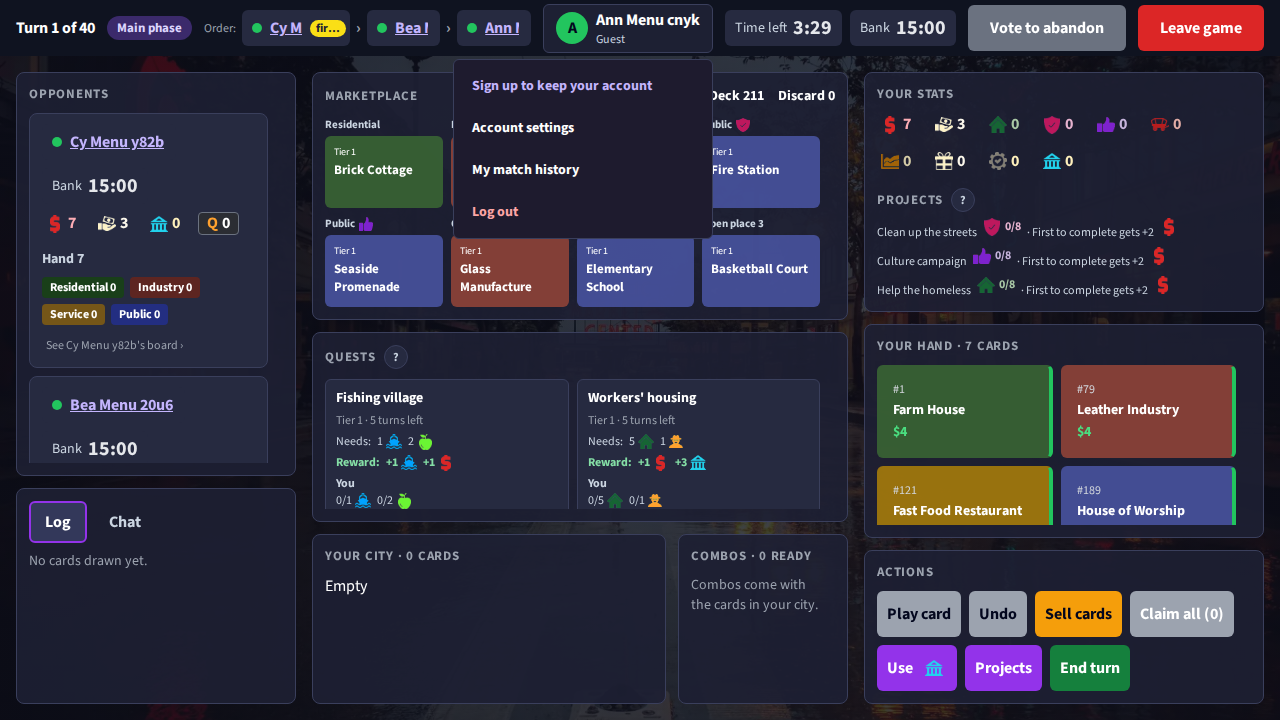 Turn 1 of 40
Main phase
Order:
Cy M
fir…
›
Bea
›
Ann
A
Ann Menu cnyk
Guest
Time left 3:29
Bank 15:00
Vote to abandon
Leave game
OPPONENTS
Cy Menu y82b
Bank 15:00
7 3 0 Q 0
Hand 7
Residential 0
Industry 0
Service 0
Public 0
See Cy Menu y82b's board ›
Bea Menu 20u6
Bank 15:00
Log
Chat
No cards drawn yet.
MARKETPLACE
Deck 211 Discard 0
Sign up to keep your account
Account settings
My match history
Log out
Residential
Tier 1
Brick Cottage
Tier 1
Fire Station
Public
place 3
Tier 1
Seaside
Promenade
Tier 1
Glass
Manufacture
Tier 1
Elementary
School
Tier 1
Basketball Court
QUESTS ?
Fishing village
Tier 1 · 5 turns left
Needs: 1 2
Reward: +1 +1
You
0/1 0/2
Workers' housing
Tier 1 · 5 turns left
Needs: 5 1
Reward: +1 +3
You
0/5 0/1
YOUR CITY · 0 CARDS
Empty
COMBOS · 0 READY
Combos come with
the cards in your city.
YOUR STATS
7 3 0 0 0 0
0 0 0 0
PROJECTS ?
Clean up the streets 0/8 · First to complete gets +2
Culture campaign 0/8 · First to complete gets +2
Help the homeless 0/8 · First to complete gets +2
YOUR HAND · 7 CARDS
#1
Farm House
$4
#79
Leather Industry
$4
#121
Fast Food Restaurant
#189
House of Worship
ACTIONS
Play card
Undo
Sell cards
Claim all (0)
Use
Projects
End turn